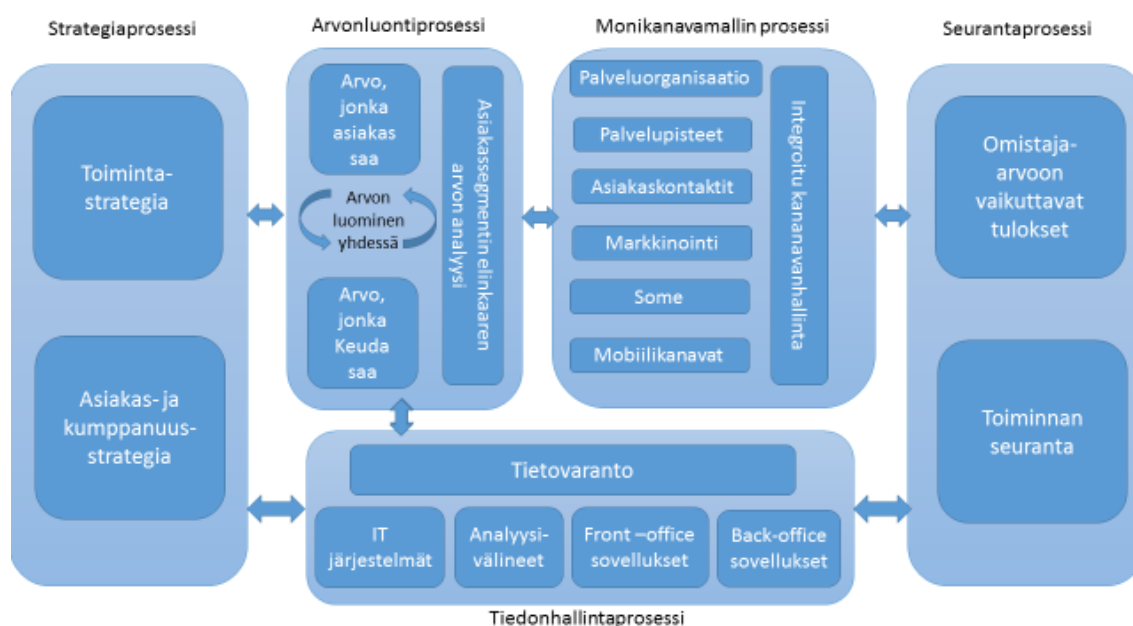 Strategiaprosessi
Arvonluontiprosessi
Monikanavamallin prosessi
Seurantaprosessi
Toiminta-
strategia
Asiakas- ja
kumppanuus-
strategia
Arvo,
jonka
asiakas
saa
Arvon
luominen
yhdessä
Arvo,
jonka
Keuda
saa
Asiakassegmentin elinkaaren
arvon analyysi
Palveluorganisaatio
Palvelupisteet
Asiakaskontaktit
Markkinointi
Some
Mobiilikanavat
Integroitu kananavanhallinta
Omistaja-
arvoon
vaikuttavat
tulokset
Toiminnan
seuranta
Tietovaranto
IT
järjestelmät
Analyysi-
välineet
Front –office
sovellukset
Back-office
sovellukset
Tiedonhallintaprosessi